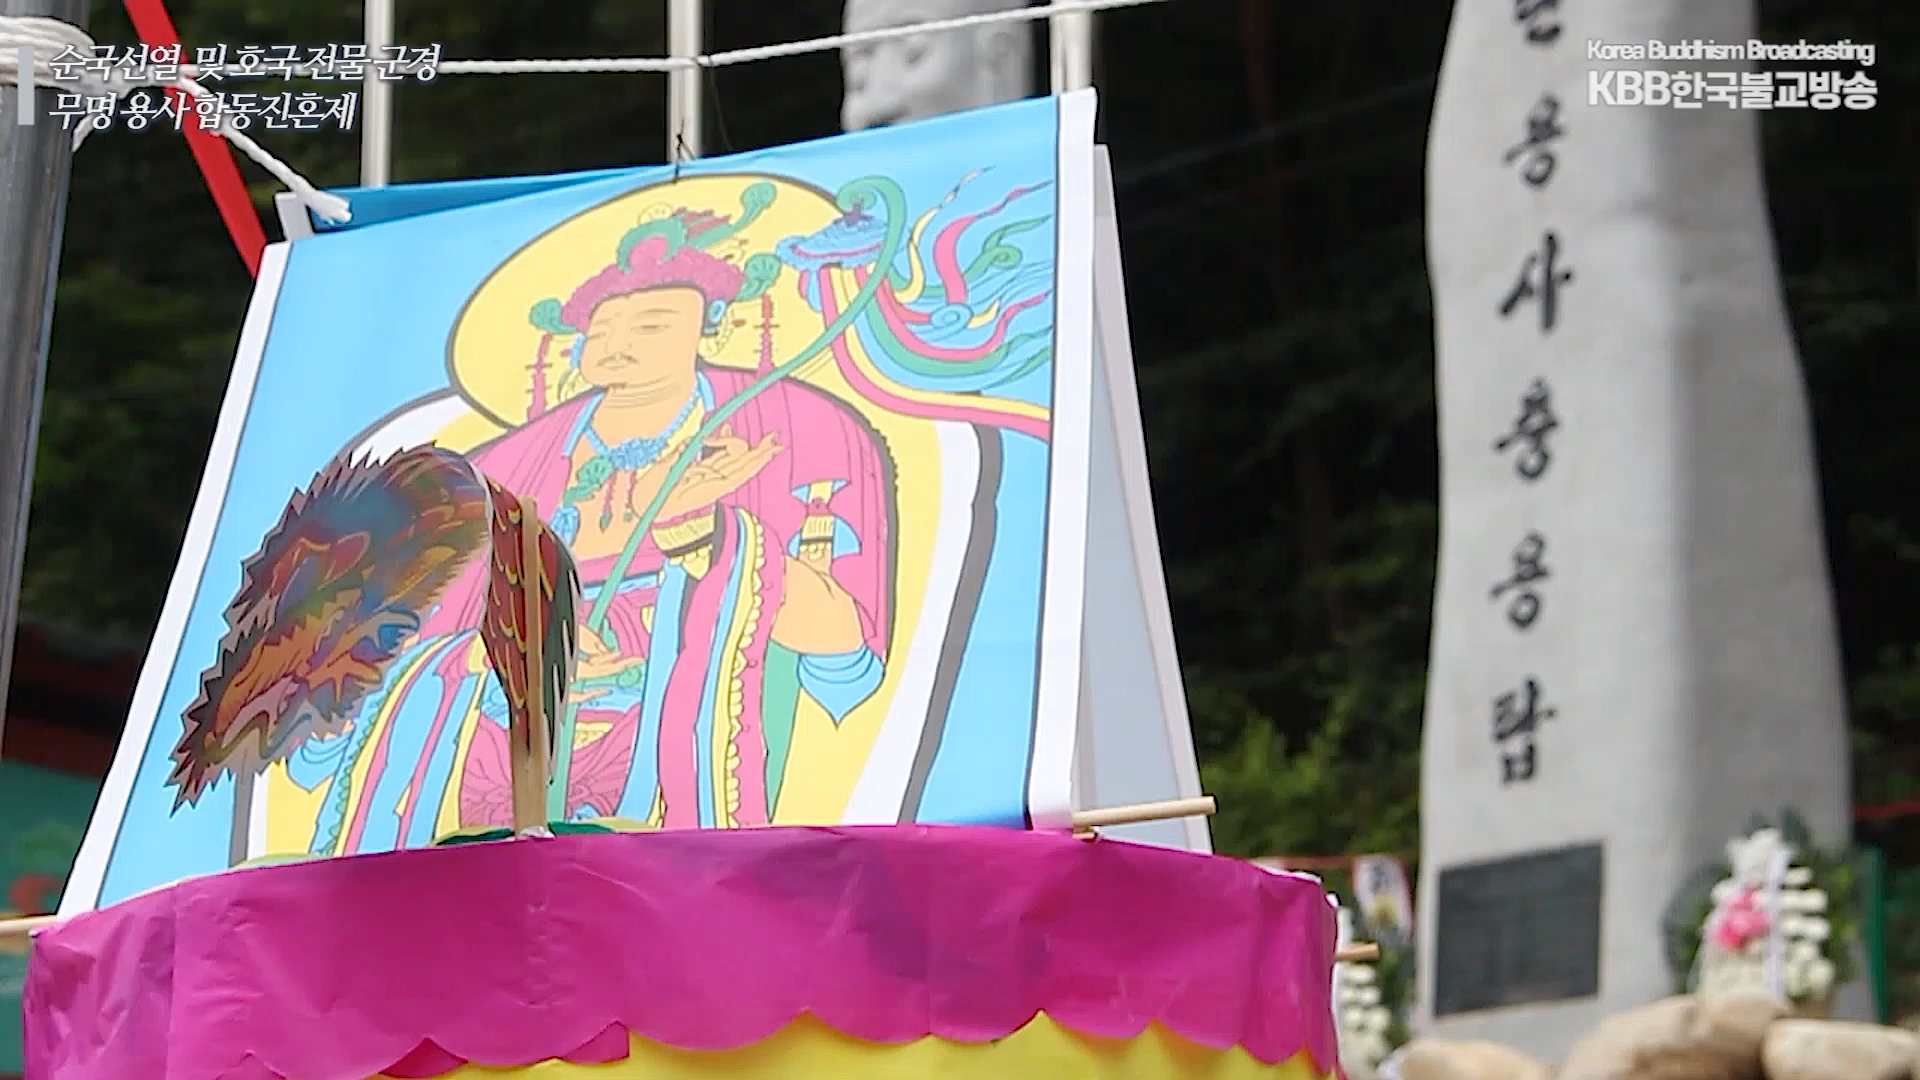 순국선열 및 호국 전몰 군경
무명 용사 합동진혼제
Korea Buddhism Broadcasting
KBB한국불교방송
용
사
충
용
탑